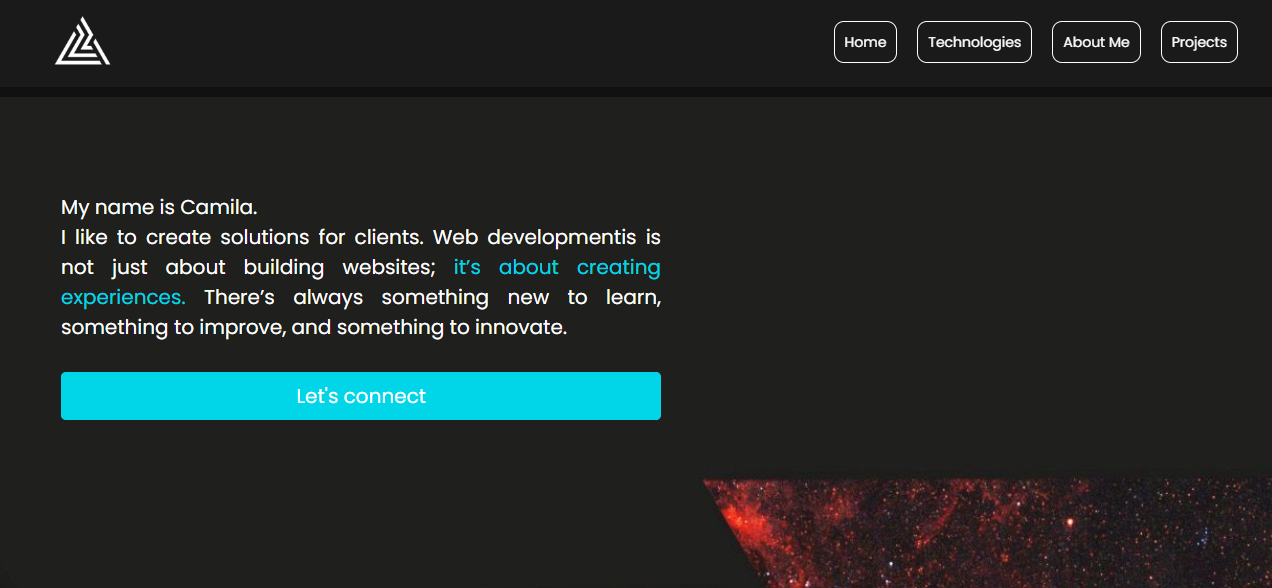 Home
Technologies
About Me
Projects
My name is Camila.
I like to create solutions for clients. Web developmentis is
not just about building websites; it’s about creating
experiences. There’s always something new to learn,
something to improve, and something to innovate.
Let's connect